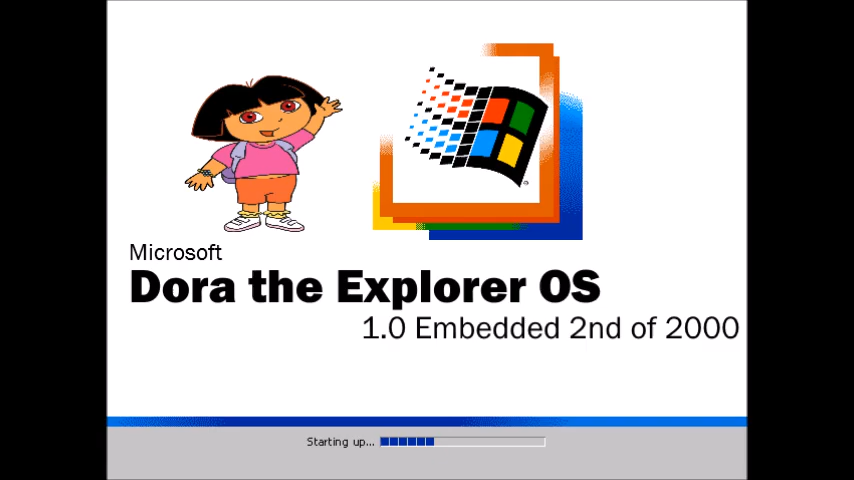 Microsoft
Dora the Explorer OS
1.0 Embedded 2nd of 2000
Starting up...